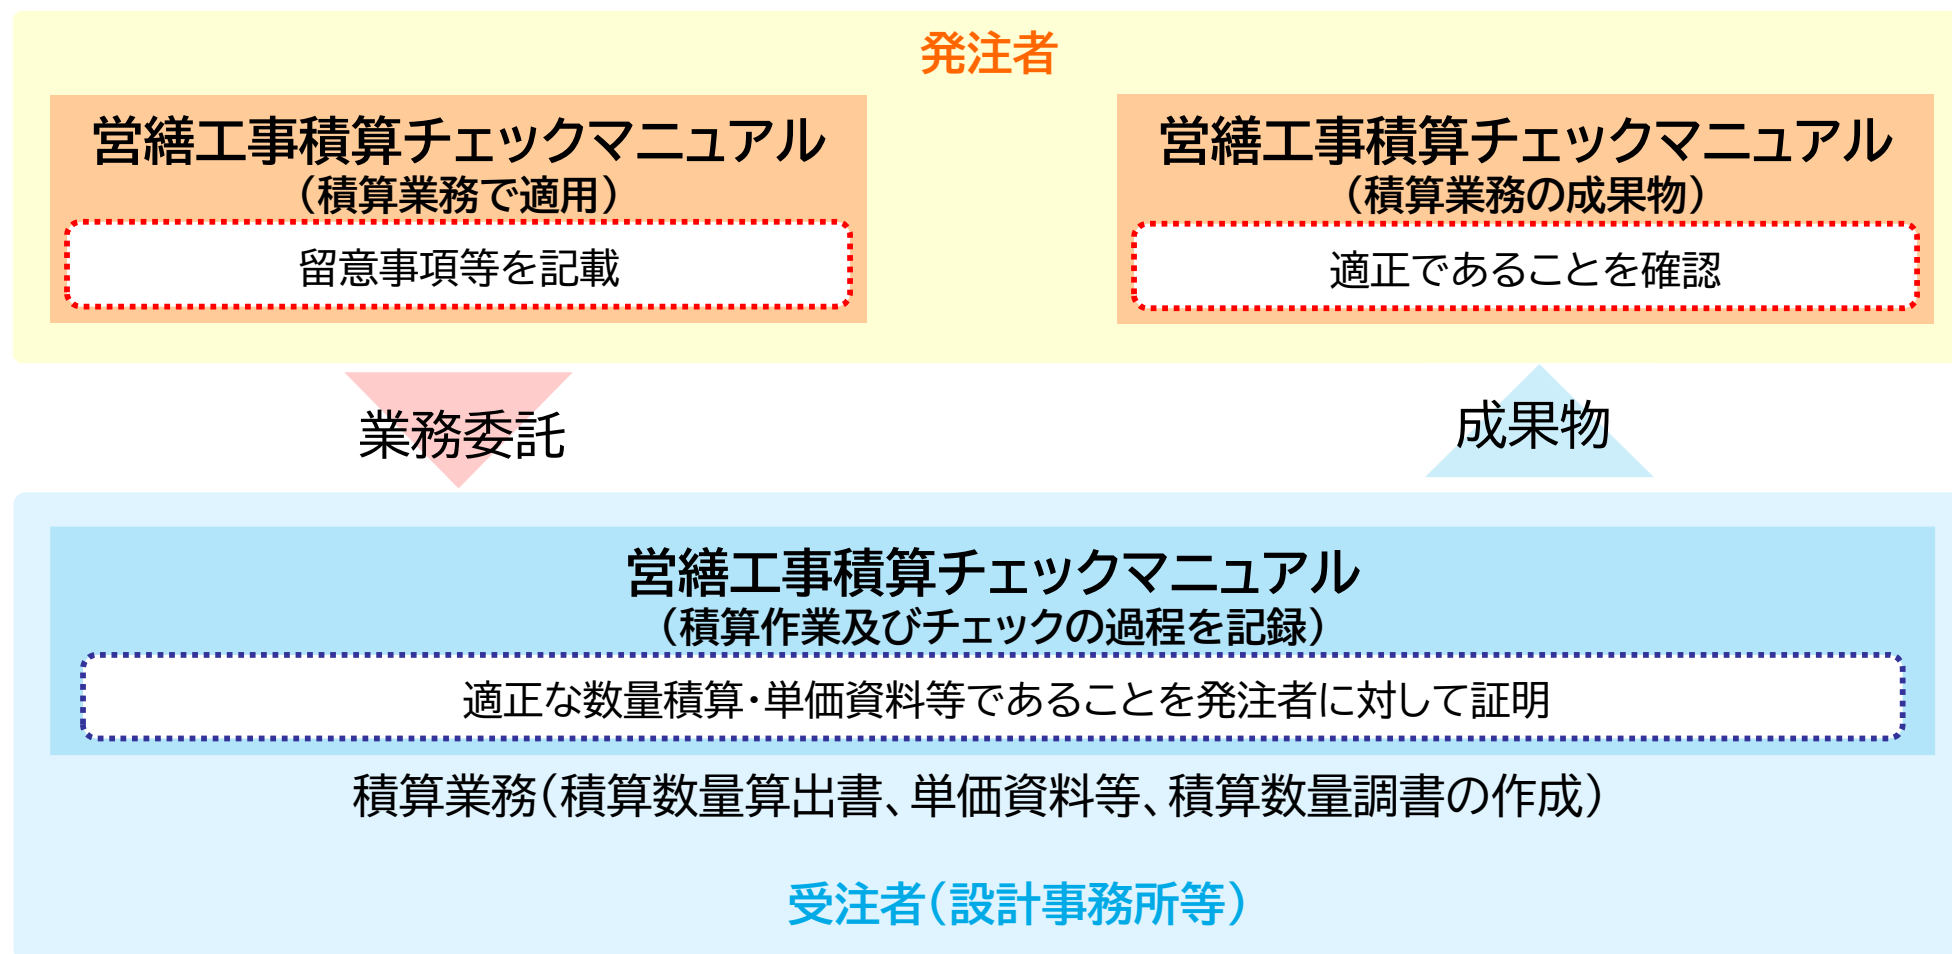 発注者
営繕工事積算チェックマニュアル
（積算業務で適用）
留意事項等を記載
営繕工事積算チェックマニュアル
（積算業務の成果物）
適正であることを確認
業務委託
成果物
営繕工事積算チェックマニュアル
（積算作業及びチェックの過程を記録）
適正な数量積算・単価資料等であることを発注者に対して証明
積算業務（積算数量算出書、単価資料等、積算数量調書の作成）
受注者（設計事務所等）